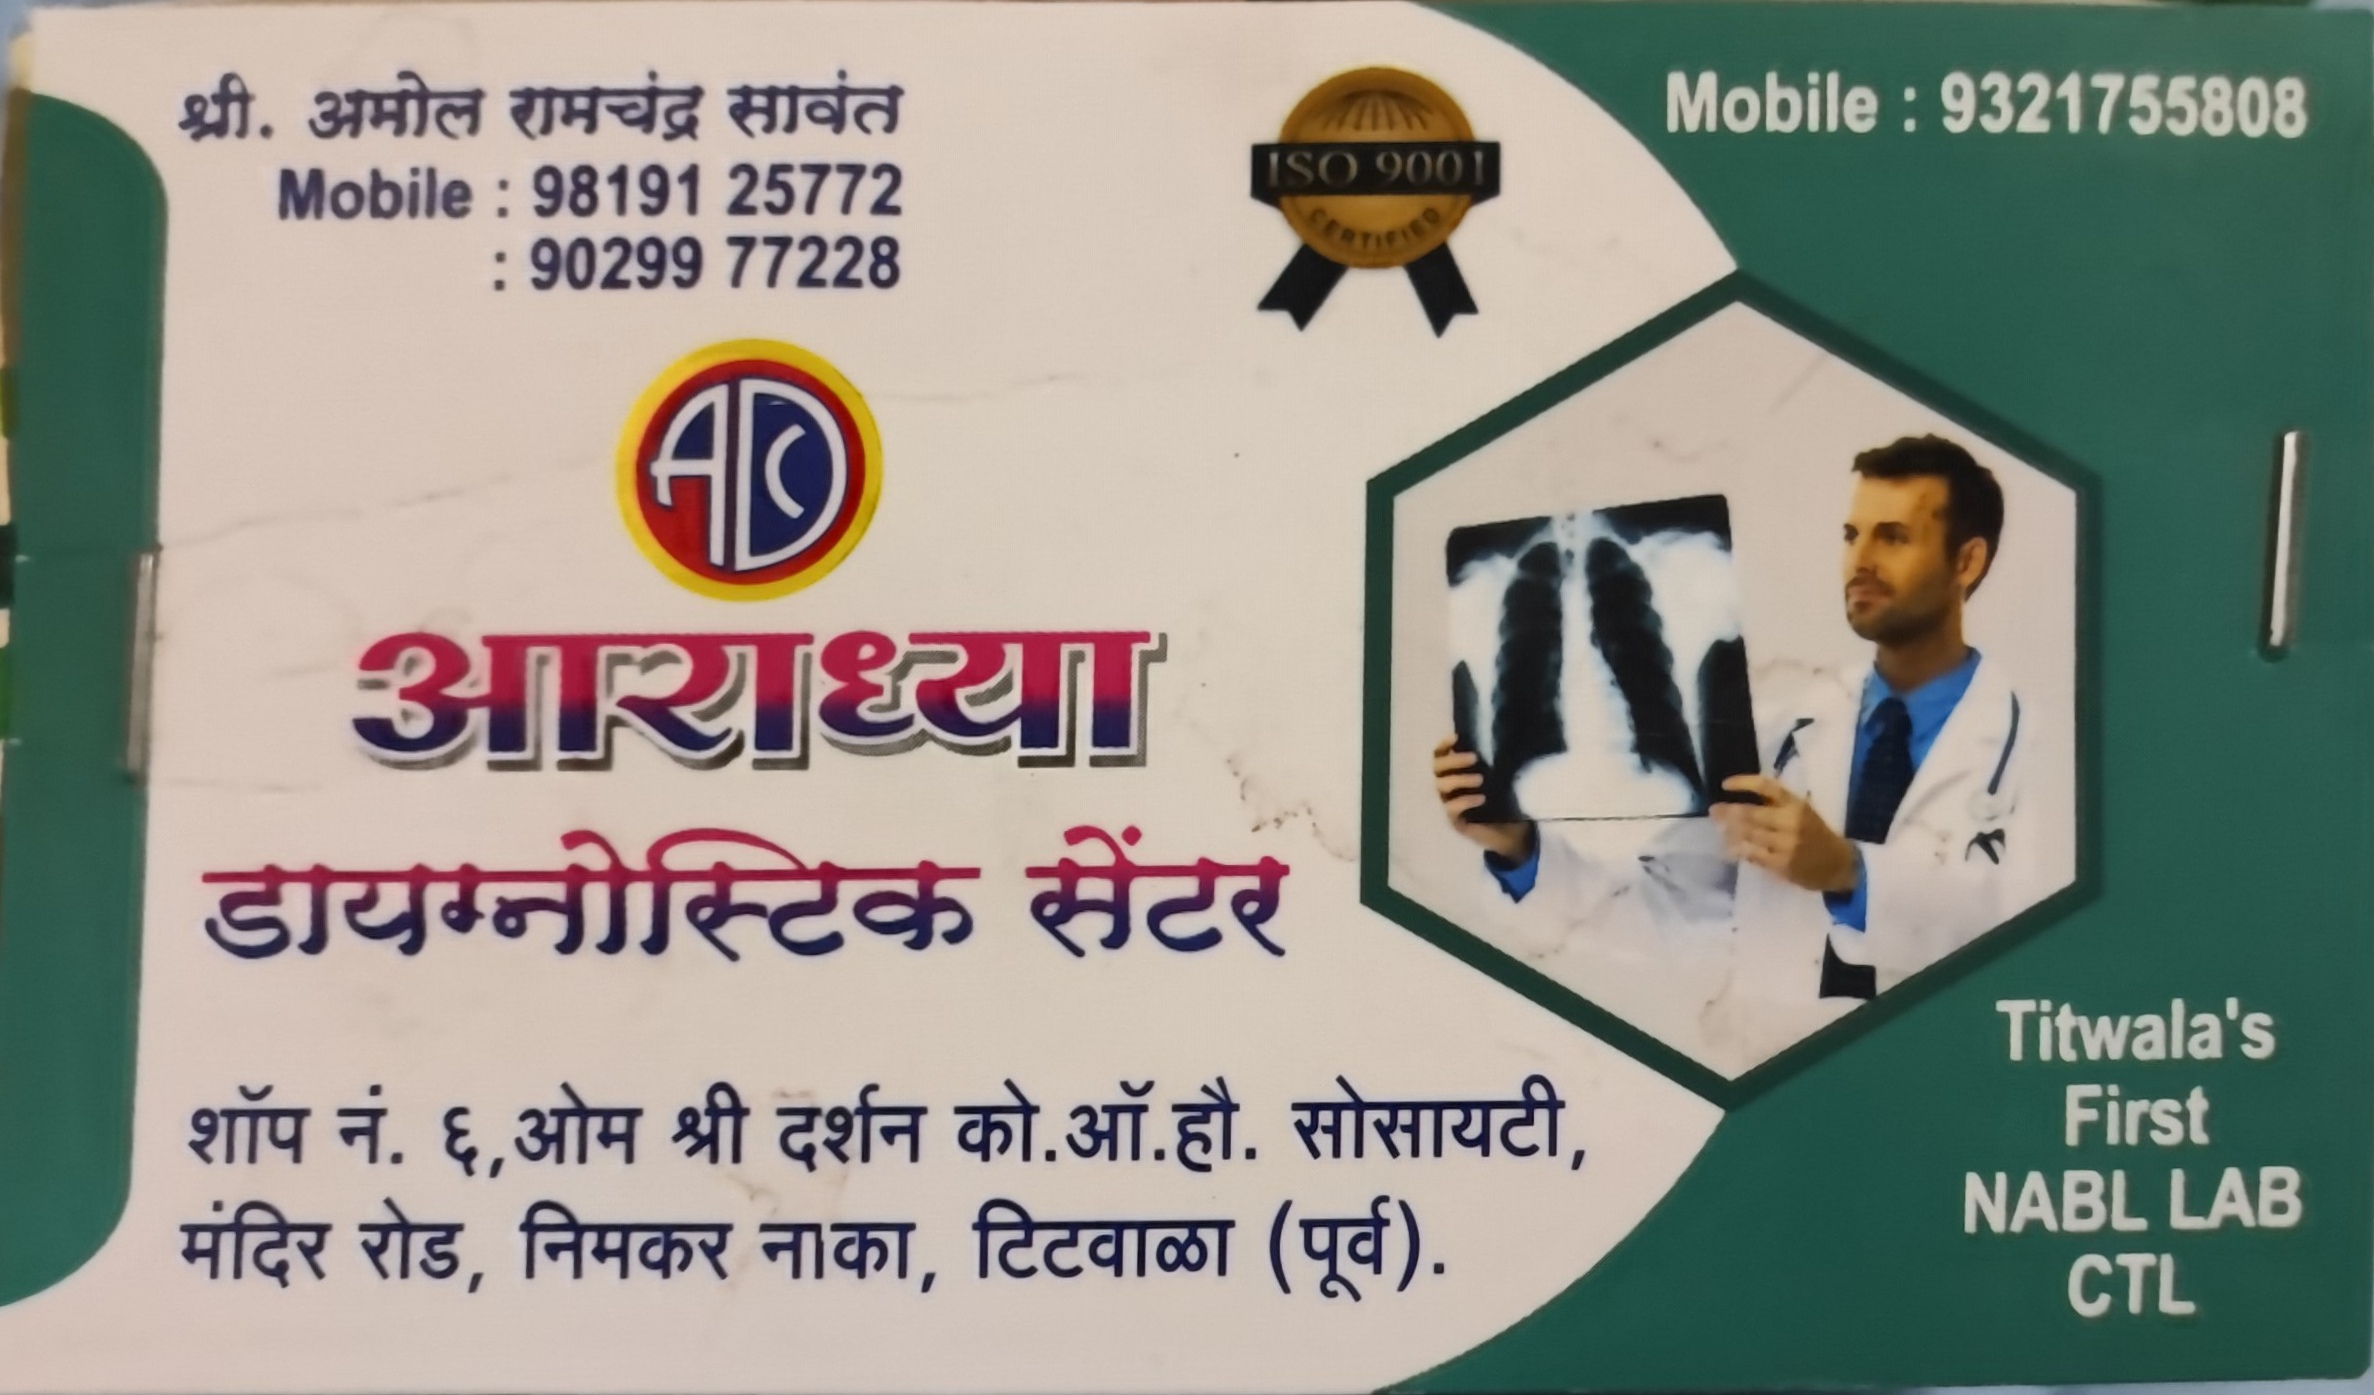 श्री. अमोल रामचंद्र सावंत
Mobile : 98191 25772
: 90299 77228
ISO 9001
CERTIFIED
Mobile : 9321755808
ADC
आराध्या
डायग्नोस्टिक सेंटर
शॉप नं. ६,ओम श्री दर्शन को.ऑ.हौ. सोसायटी,
मंदिर रोड, निमकर नाका, टिटवाळा (पूर्व).
Titwala's
First
NABL LAB
CTL